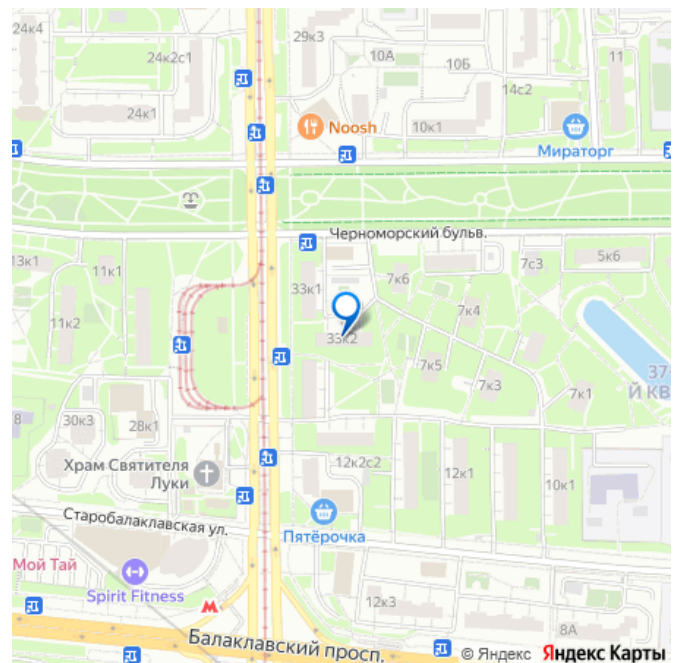 24к4
29к3
24к2с1
10А
10Б
11
14с2
24к1
Noosh
10к1
Мираторг
Черноморский бульв.
13к1
11к1
33к1
7к6
7с3
5к6
7к4
11к2
33к2
7к5
7к3
37
Й КВ
7к1
8
30к3
28к1
Храм Святителя
Луки
12к2с2
12к1
10к1
Старобалаклавская ул.
Пятёрочка
Мой Тай
Spirit Fitness
М
12к3
8А
Балаклавский просп.
© Яндекс Яндекс Карты